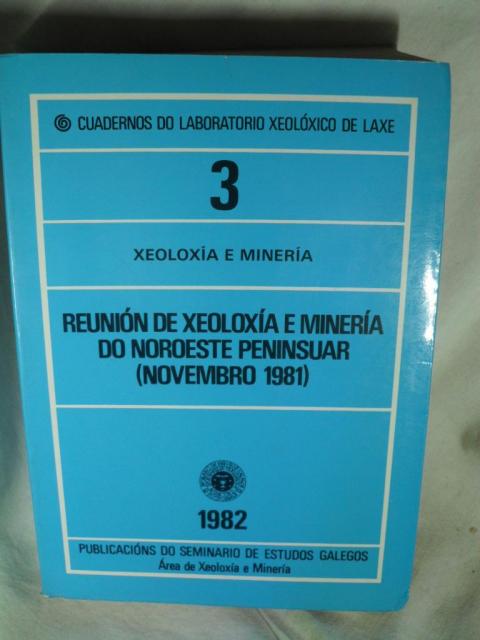 CUADERNOS DO LABORATORIO XEOLÓXICO DE LAXE
3
XEOLOXÍA E MINERÍA
REUNIÓN DE XEOLOXÍA E MINERÍA
DO NOROESTE PENINSUAR
(NOVEMBRO 1981)
1982
PUBLICACIÓNS DO SEMINARIO DE ESTUDOS GALEGOS
Área de Xeoloxía e Minería